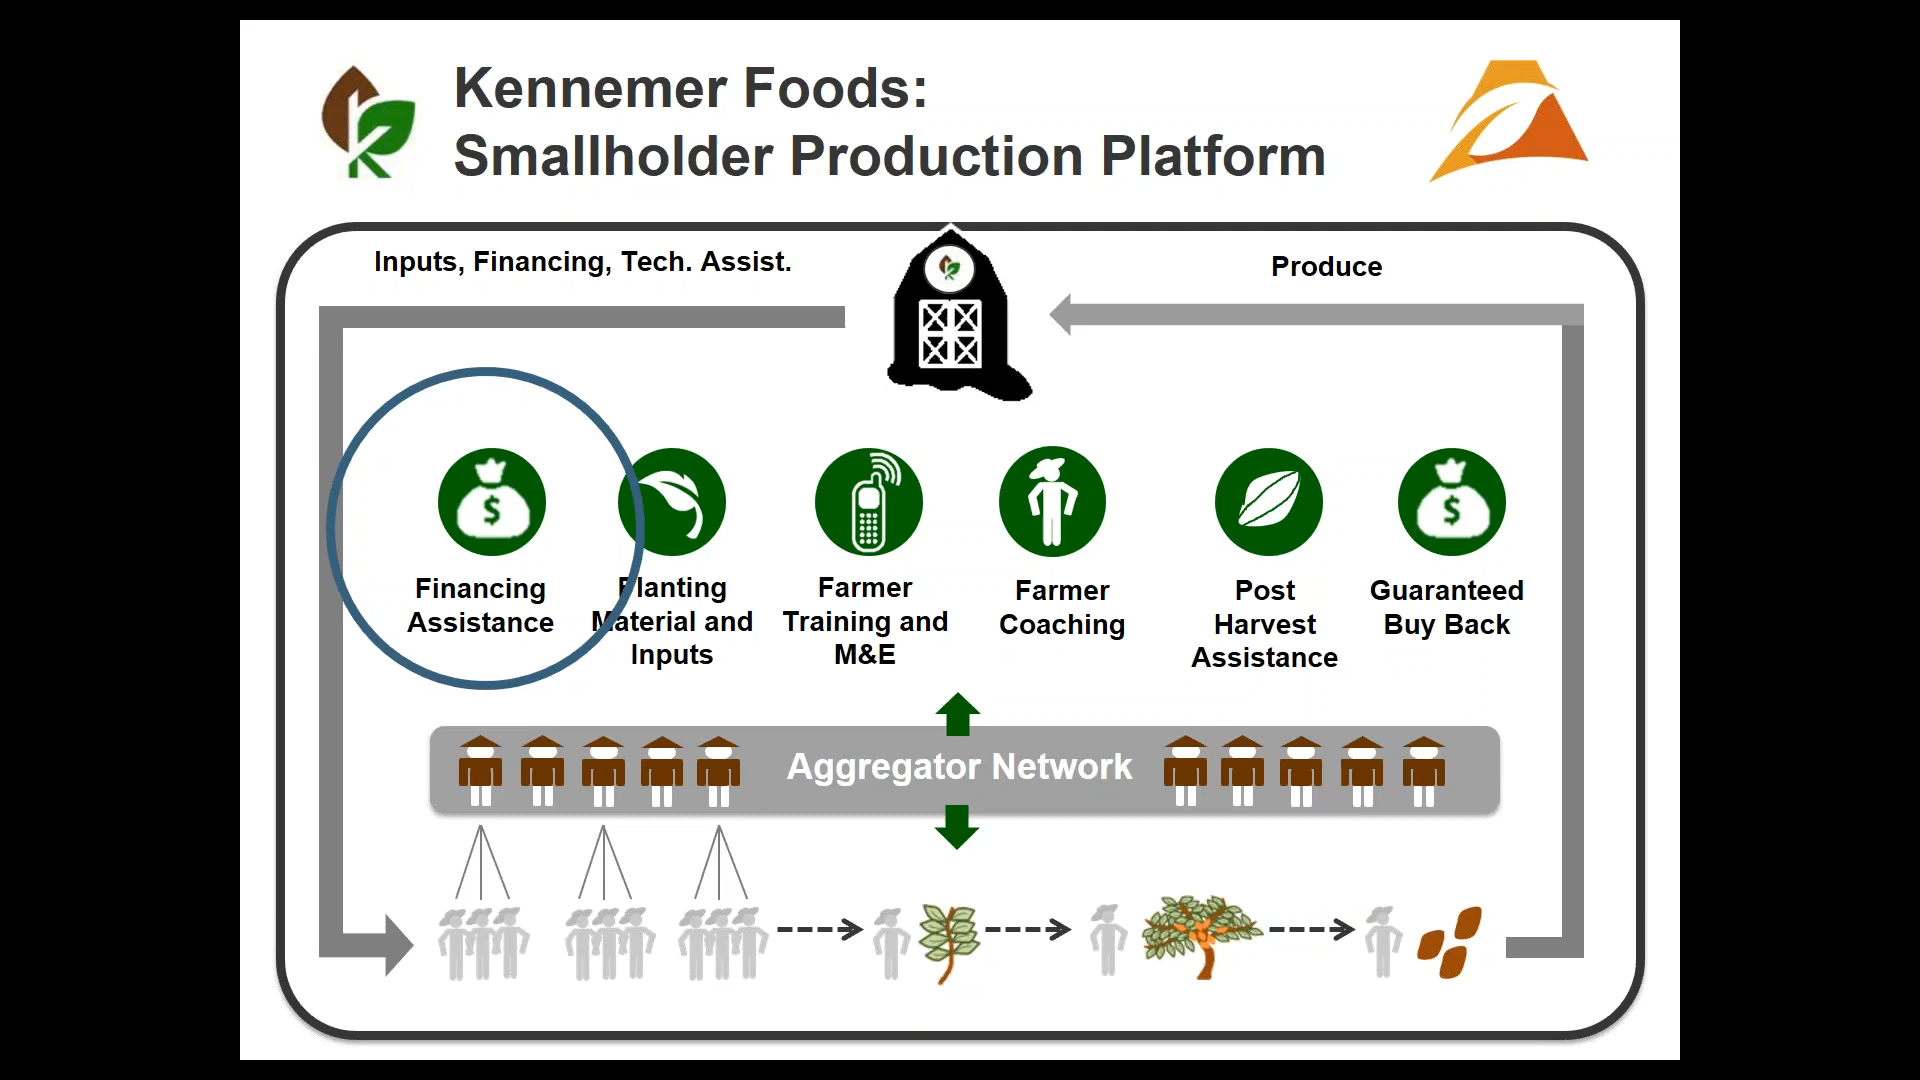 Kennemer Foods:
Smallholder Production Platform
Inputs, Financing, Tech. Assist.
Produce
$
$
Financing
Assistance
Planting
Material and
Inputs
Farmer
Training and
M&E
Farmer
Coaching
Post
Harvest
Assistance
Guaranteed
Buy Back
Aggregator Network